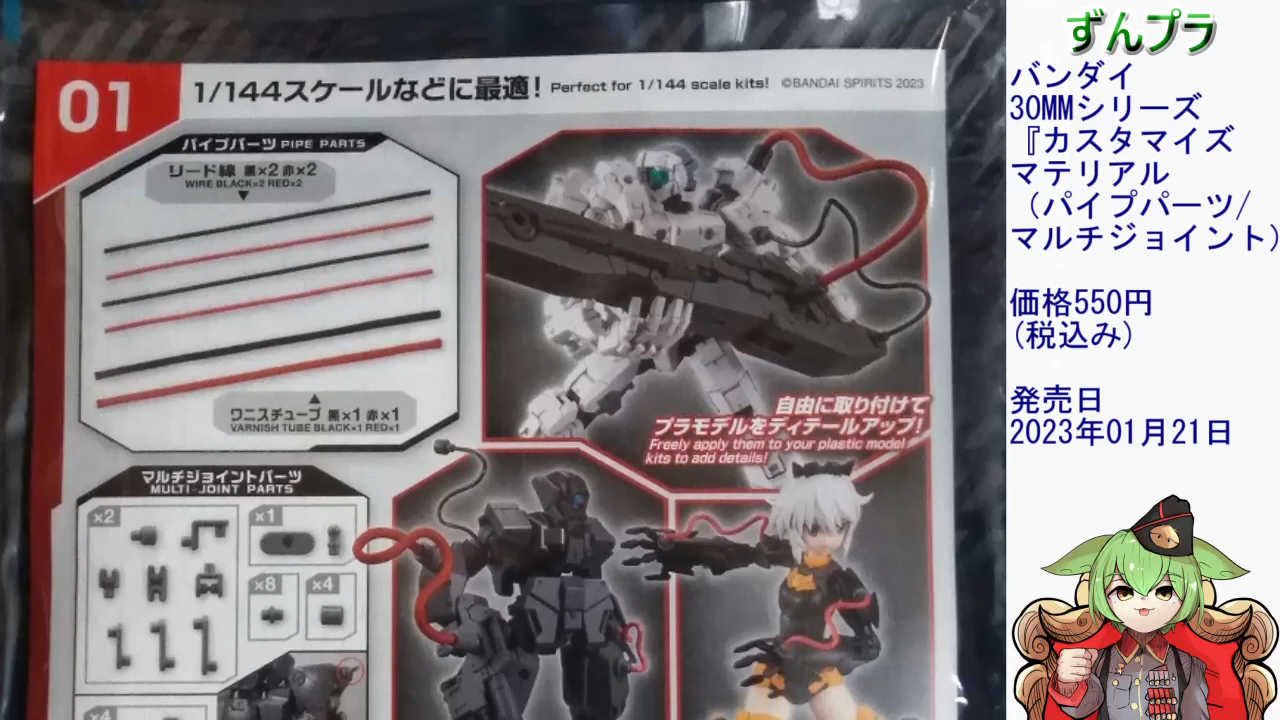 01
1/144スケールなどに最適! Perfect for 1/144 scale kits! ©BANDAI SPIRITS 2023
パイプパーツ PIPE PARTS
リード線 黒×2 赤×2
WIRE BLACK×2 RED×2
ワニスチューブ 黒×1 赤×1
VARNISH TUBE BLACK×1 RED×1
自由に取り付けて
プラモデルをディテールアップ!
Freely apply them to your plastic model
kits to add details!
マルチジョイントパーツ
MULTI-JOINT PARTS
×2
×1
×8
×4
×4
ずんプラ
バンダイ
30MMシリーズ
『カスタマイズ
マテリアル
（パイプパーツ/
マルチジョイント）
価格550円
(税込み)
発売日
2023年01月21日